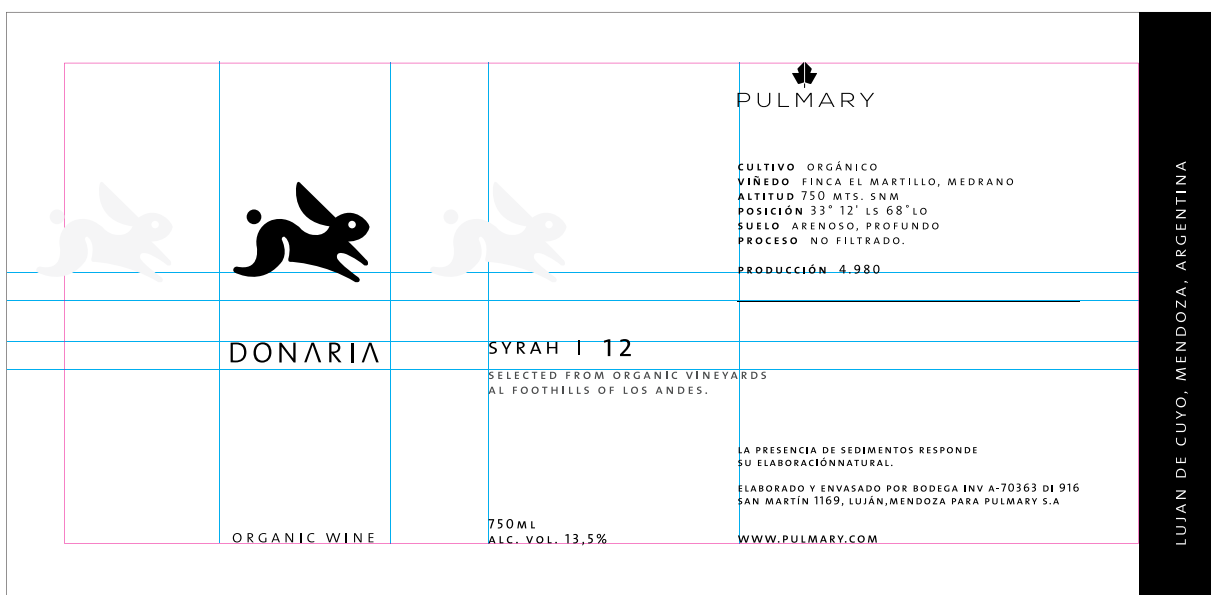 PULMARY
CULTIVO ORGÁNICO
VIÑEDO FINCA EL MARTILLO, MEDRANO
ALTITUD 750 MTS. SNM
POSICIÓN 33° 12' LS 68°LO
SUELO ARENOSO, PROFUNDO
PROCESO NO FILTRADO.
PRODUCCIÓN 4.980
DONARIA
SYRAH | 12
SELECTED FROM ORGANIC VINEYARDS
AL FOOTHILLS OF LOS ANDES.
LA PRESENCIA DE SEDIMENTOS RESPONDE
SU ELABORACIÓNNATURAL.
ELABORADO Y ENVASADO POR BODEGA INV A-70363 DI 916
SAN MARTÍN 1169, LUJÁN,MENDOZA PARA PULMARY S.A
ORGANIC WINE
750ML
ALC. VOL. 13,5%
WWW.PULMARY.COM
LUJAN DE CUYO, MENDOZA, ARGENTINA